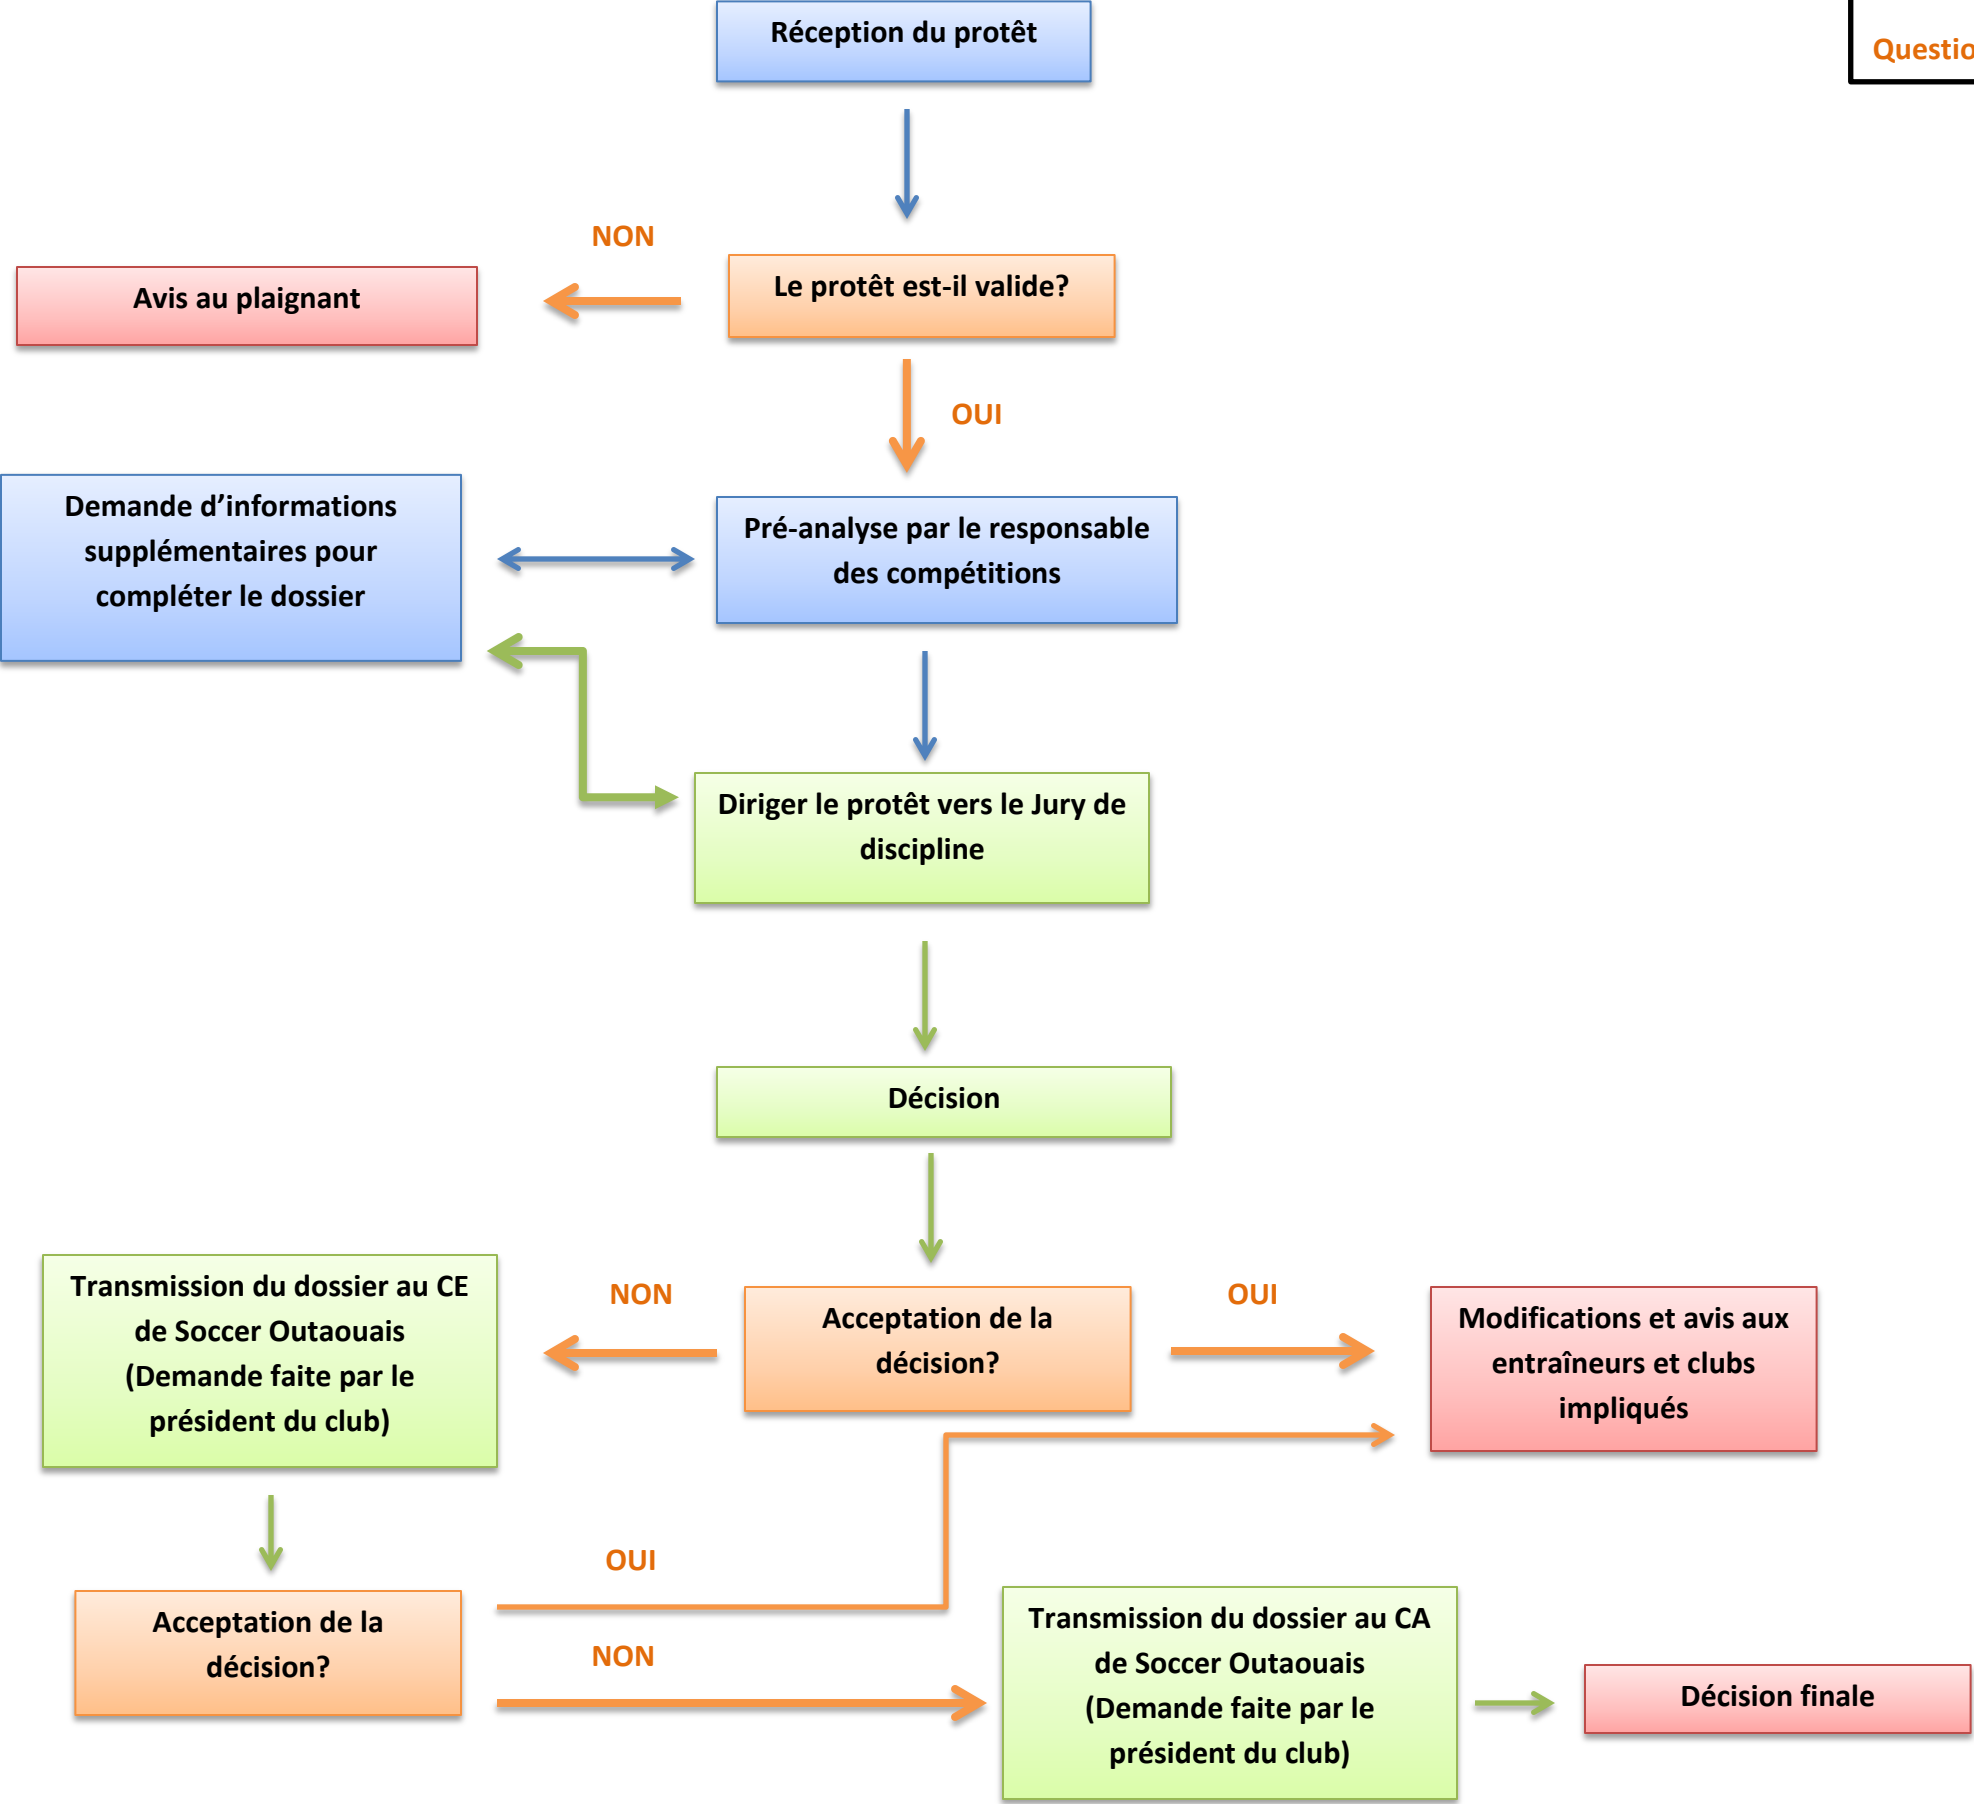 Réception du protêt
Questio
NON
Le protêt est-il valide?
Avis au plaignant
OUI
Demande d’informations
supplémentaires pour
compléter le dossier
Pré-analyse par le responsable
des compétitions
Diriger le protêt vers le Jury de
discipline
Décision
Transmission du dossier au CE
de Soccer Outaouais
(Demande faite par le
président du club)
NON
Acceptation de la
décision?
OUI
Modifications et avis aux
entraîneurs et clubs
impliqués
OUI
Acceptation de la
décision?
NON
Transmission du dossier au CA
de Soccer Outaouais
(Demande faite par le
président du club)
Décision finale